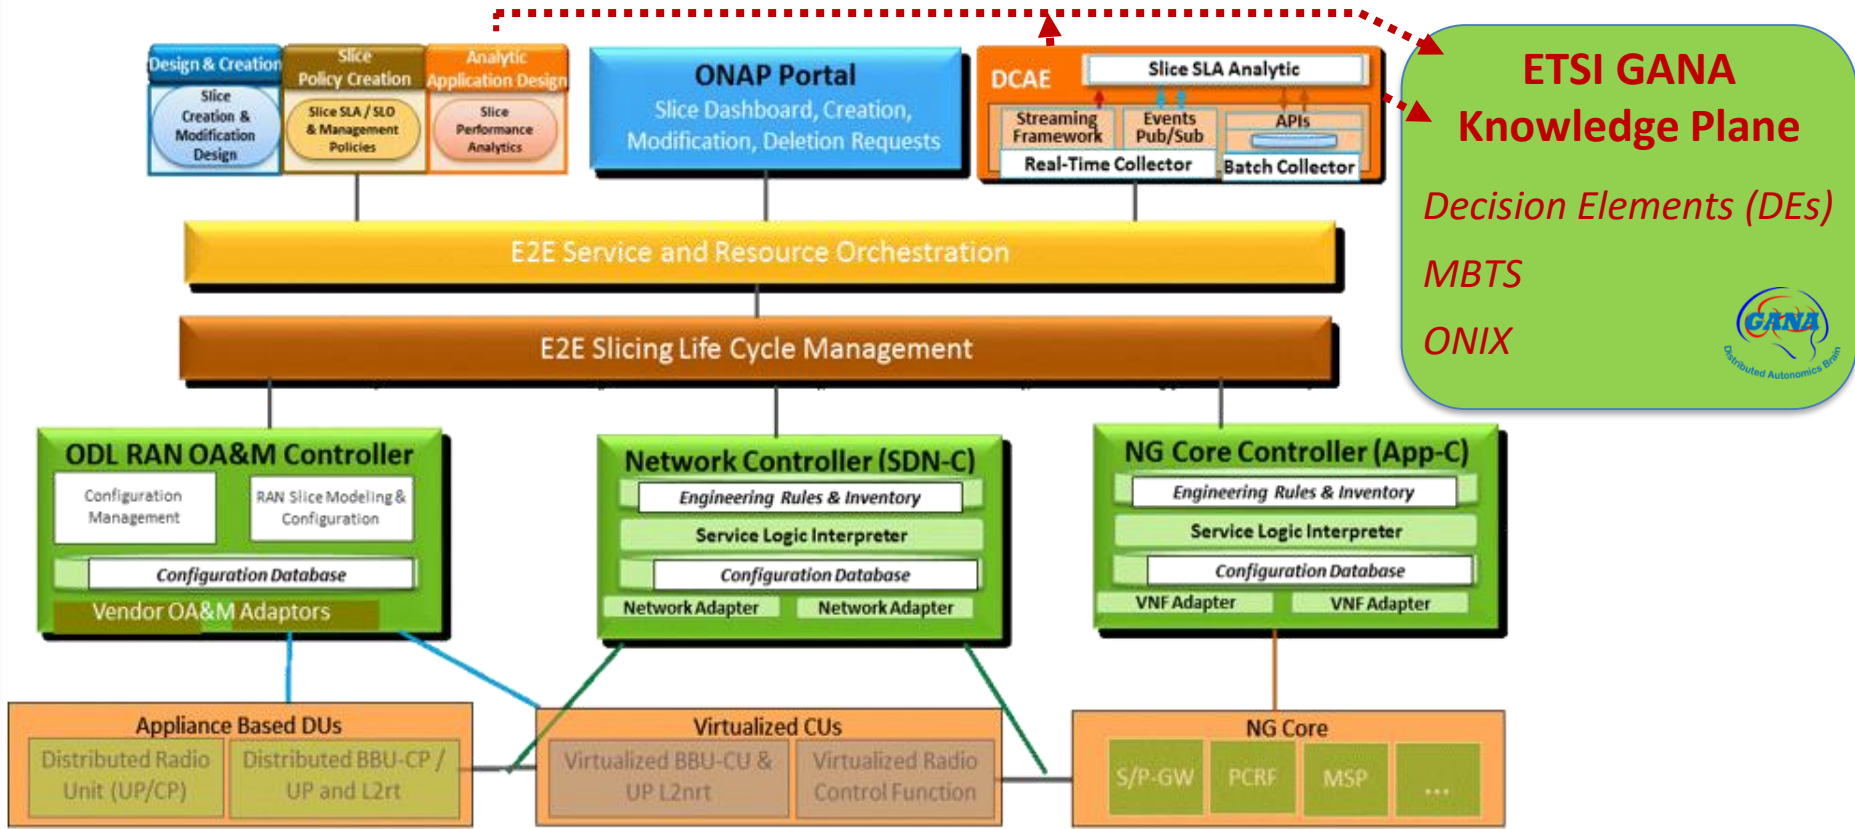 Design & Creation
Slice
Creation &
Modification
Design
Slice
Policy Creation
Slice SLA / SLO
& Management
Policies
Analytic
Application Design
Slice
Performance
Analytics
ONAP Portal
Slice Dashboard, Creation,
Modification, Deletion Requests
DCAE
Slice SLA Analytic
Streaming
Framework
Events
Pub/Sub
APIs
Real-Time Collector
Batch Collector
ETSI GANA
Knowledge Plane
Decision Elements (DEs)
MBTS
ONIX
GANA
Distributed Autonomics Brain
E2E Service and Resource Orchestration
E2E Slicing Life Cycle Management
ODL RAN OA&M Controller
Configuration
Management
RAN Slice Modeling &
Configuration
Configuration Database
Vendor OA&M Adaptors
Network Controller (SDN-C)
Engineering Rules & Inventory
Service Logic Interpreter
Configuration Database
Network Adapter
Network Adapter
NG Core Controller (App-C)
Engineering Rules & Inventory
Service Logic Interpreter
Configuration Database
VNF Adapter
VNF Adapter
Appliance Based DUs
Distributed Radio
Unit (UP/CP)
Distributed BBU-CP /
UP and L2rt
Virtualized CUs
Virtualized BBU-CU &
UP L2nrt
Virtualized Radio
Control Function
NG Core
S/P-GW
PCRF
MSP
...